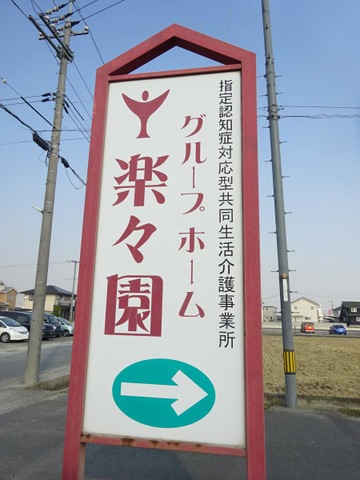 指定認知症対応型共同生活介護事業所
グループホーム
楽々園